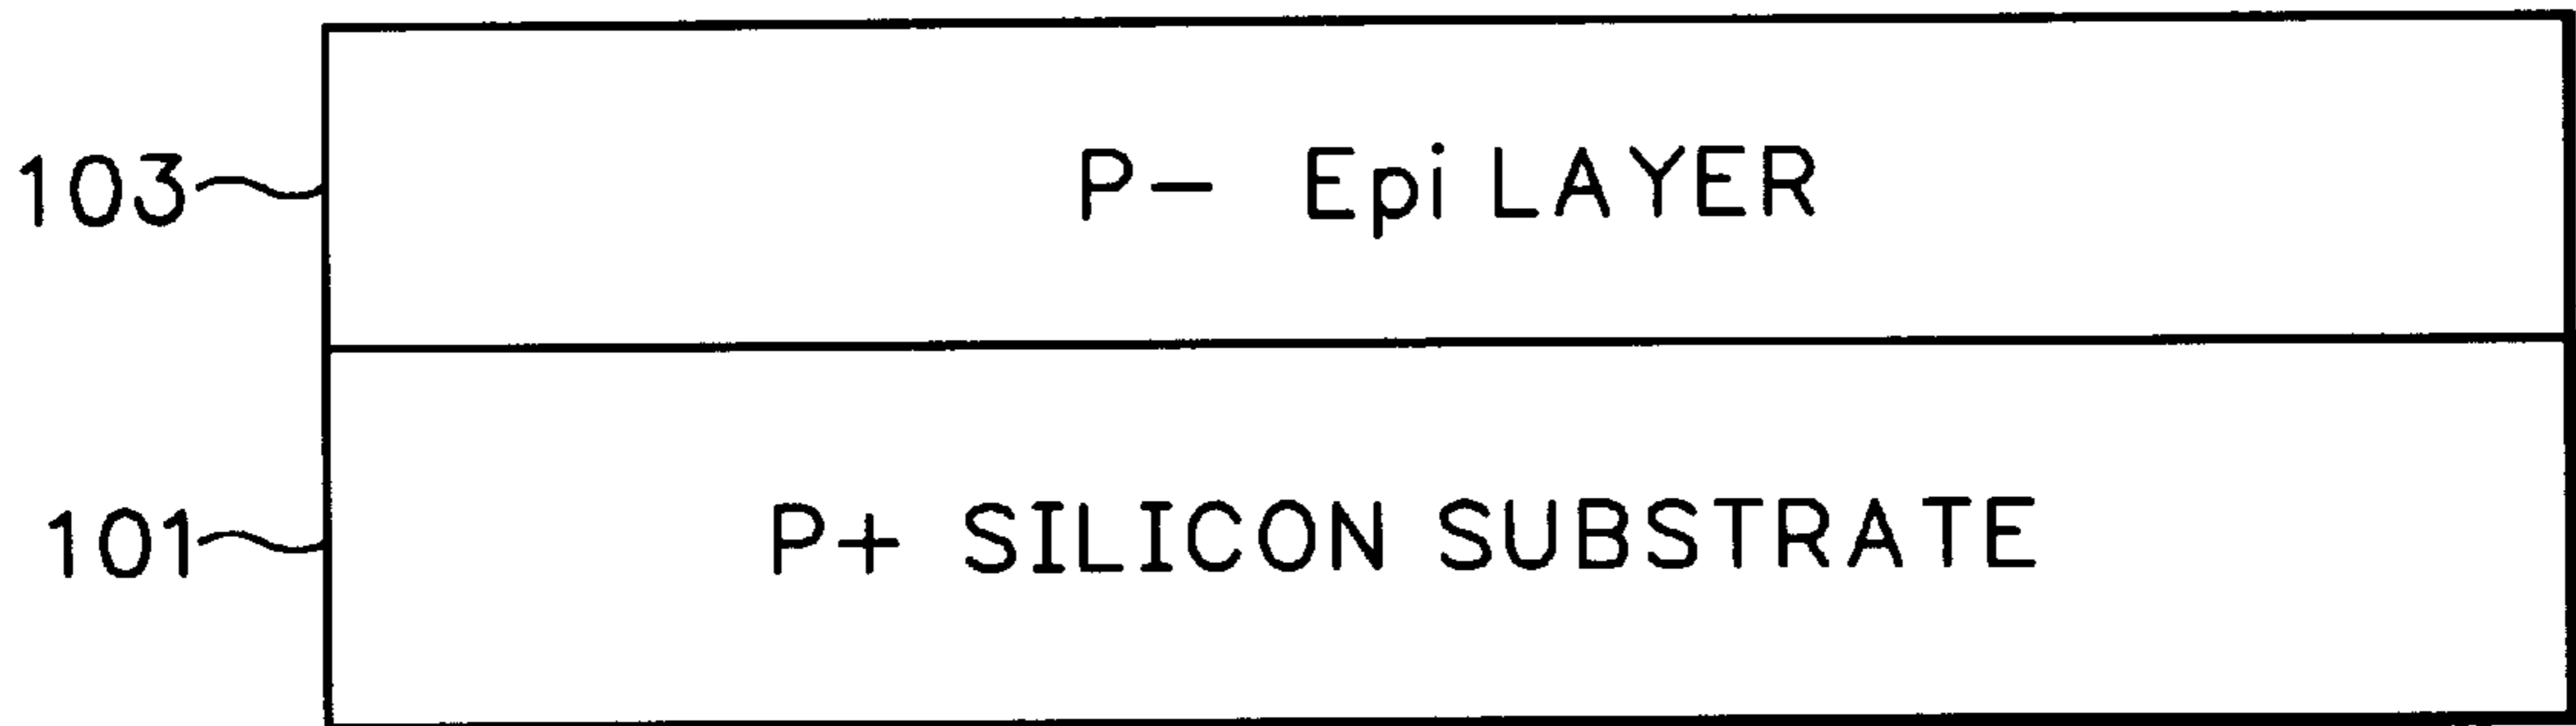 103 P- Epi LAYER
101 P+ SILICON SUBSTRATE